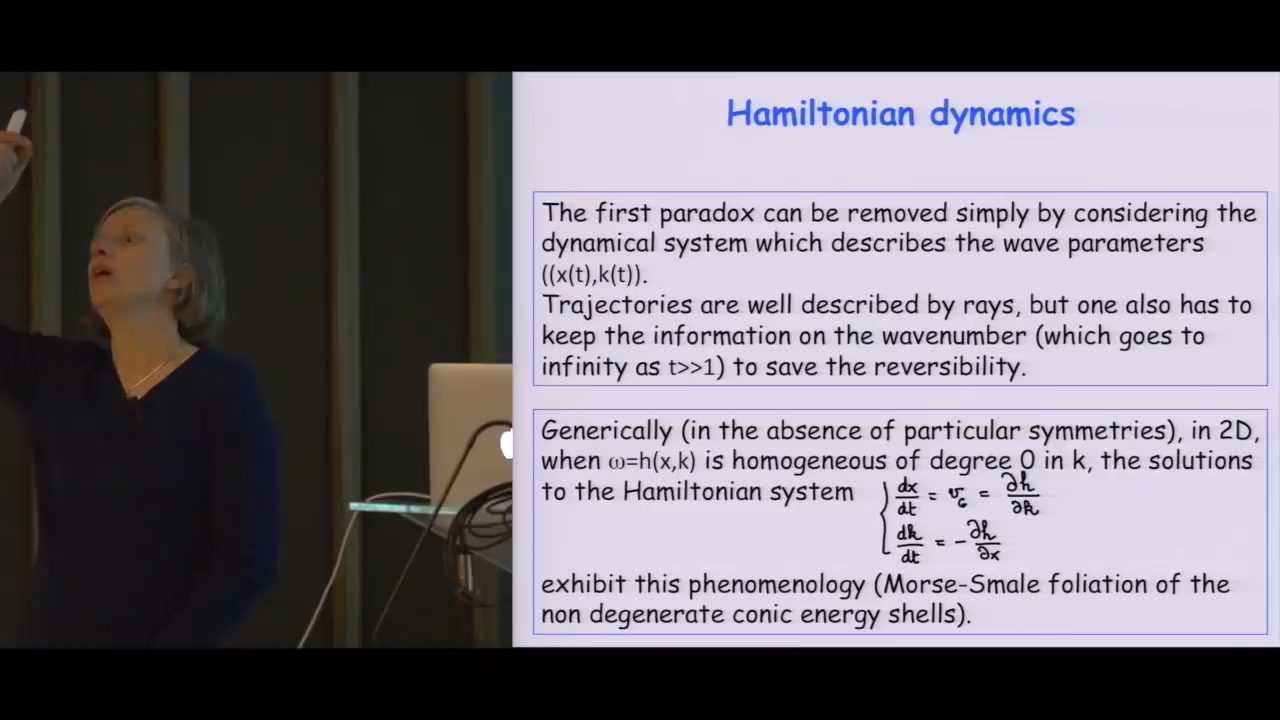 Hamiltonian dynamics
The first paradox can be removed simply by considering the
dynamical system which describes the wave parameters
((x(t),k(t)).
Trajectories are well described by rays, but one also has to
keep the information on the wavenumber (which goes to
infinity as t>>1) to save the reversibility.
Generically (in the absence of particular symmetries), in 2D,
when ω=h(x,k) is homogeneous of degree 0 in k, the solutions
to the Hamiltonian system
dx/dt = v_G = ∂h/∂k
dk/dt = -∂h/∂x
exhibit this phenomenology (Morse-Smale foliation of the
non degenerate conic energy shells).